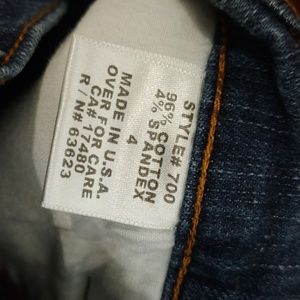 STYLE# 700
96% COTTON
4% SPANDEX
4
MADE IN U.S.A.
OVER FOR CARE
CA# 17480
R / N# 63623